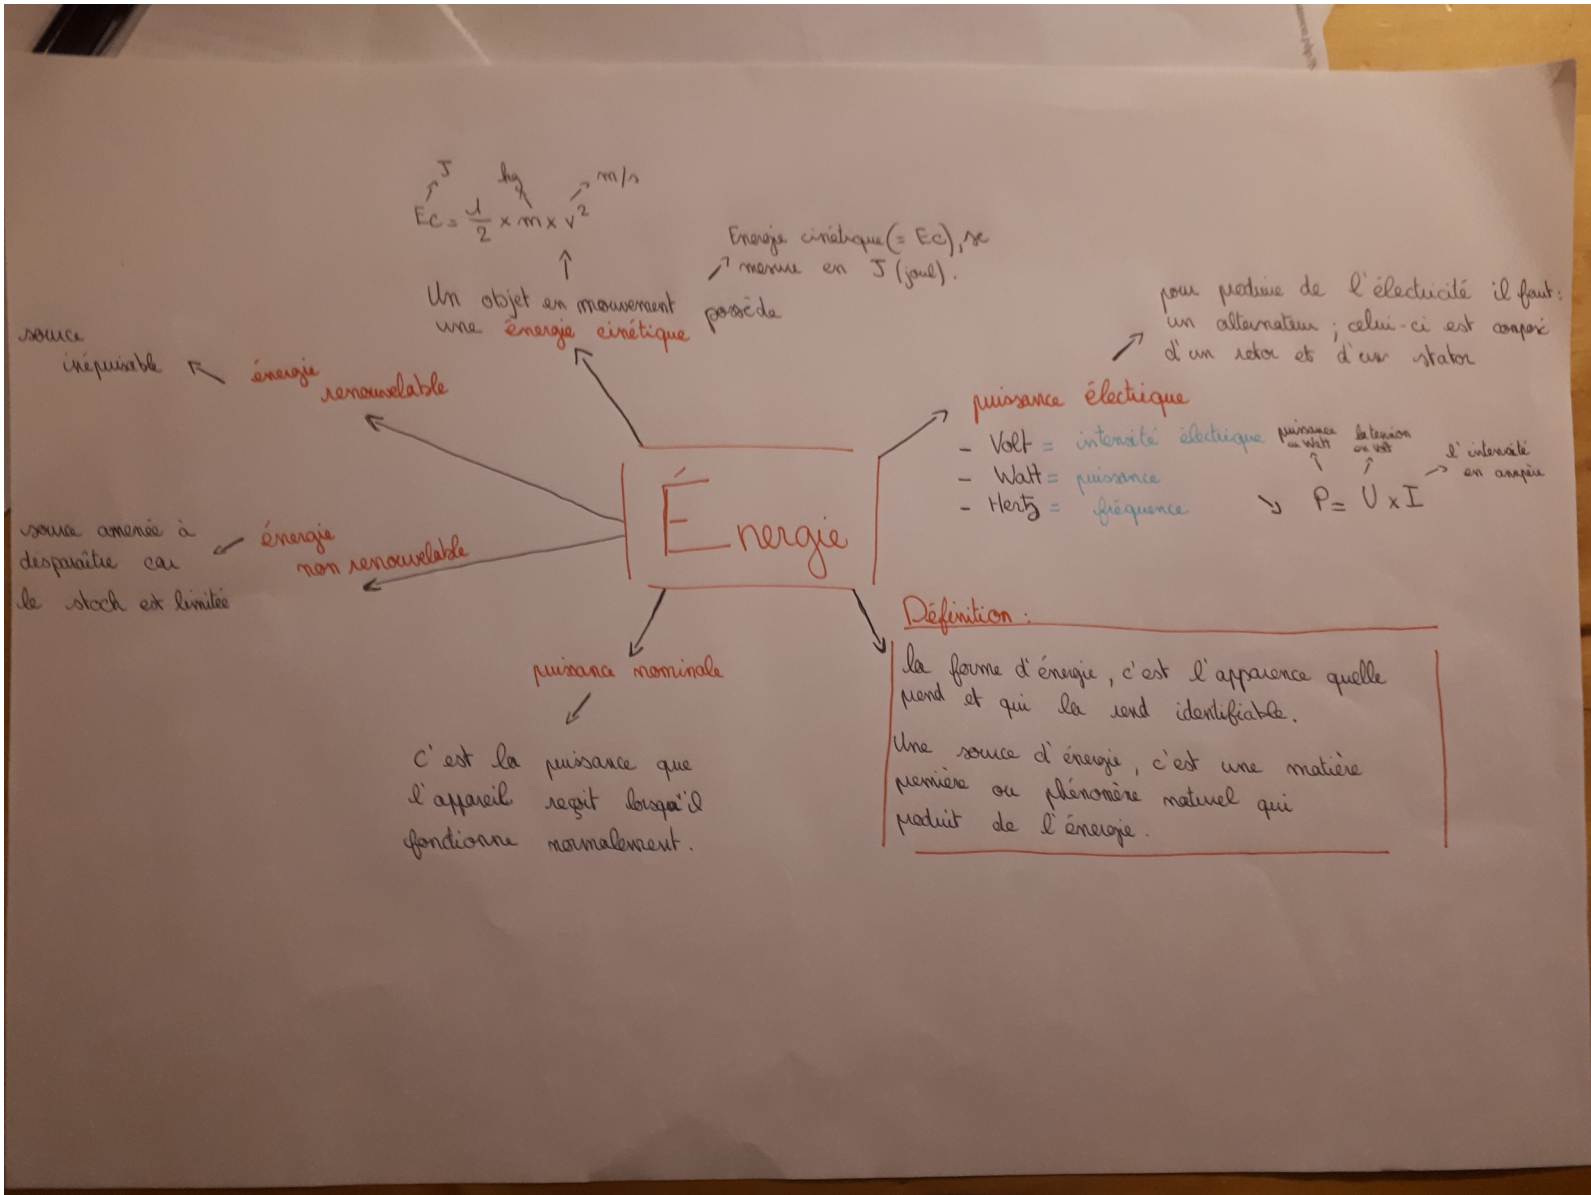 J
kg
m/s
Ec = 1/2 × m × v²
Energie cinétique (= Ec), se
mesure en J (joul).
Un objet en mouvement possède
une énergie cinétique
pour produire de l'électricité il faut :
un alternateur ; celui-ci est composé
d'un rotor et d'un stator
source
inépuisable
énergie
renouvelable
puissance électrique
- Volt = intensité électrique
- Watt = puissance
- Hertz = fréquence
puissance
en Watt
la tension
en volt
l'intensité
en ampère
P = U × I
Énergie
source amenée à
disparaître car
le stock est limitée
énergie
non renouvelable
puissance nominale
C'est la puissance que
l'appareil reçoit lorsqu'il
fonctionne normalement.
Définition :
la forme d'énergie, c'est l'apparence quelle
prend et qui la rend identifiable.
Une source d'énergie, c'est une matière
première ou phénomène naturel qui
produit de l'énergie.